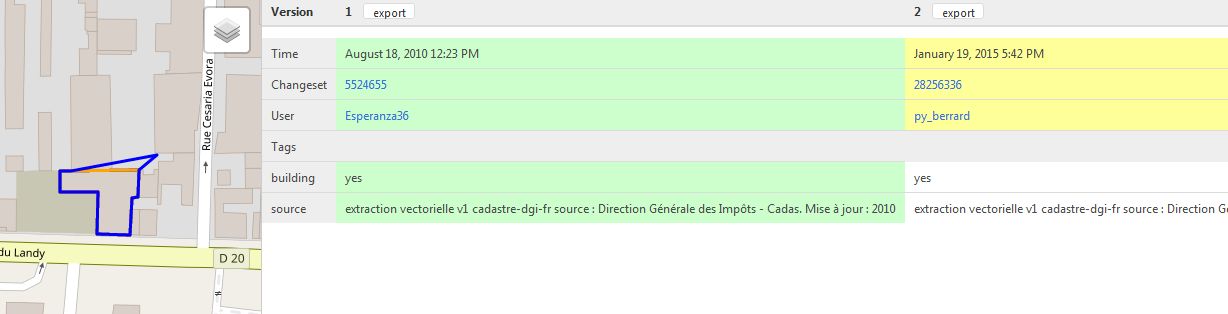 Version 1 export 2 export
Time August 18, 2010 12:23 PM January 19, 2015 5:42 PM
Changeset 5524655 28256336
User Esperanza36 py_berrard
Tags
building yes yes
source extraction vectorielle v1 cadastre-dgi-fr source : Direction Générale des Impôts - Cadas. Mise à jour : 2010 extraction vectorielle v1 cadastre-dgi-fr source : Direction G
Rue Cesaria Evora
du Landy
D 20